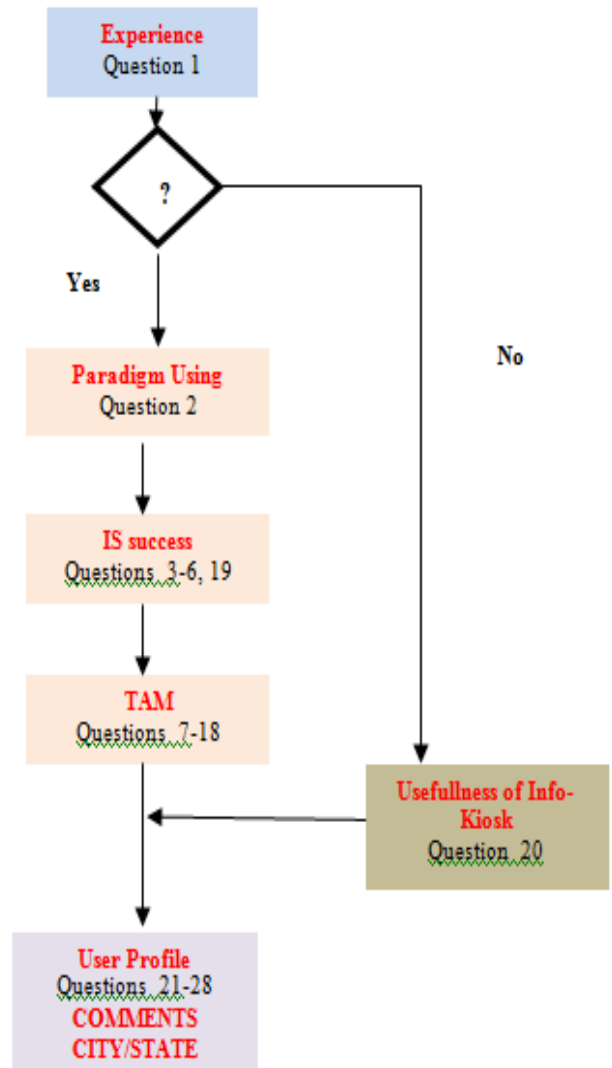 Experience
Question 1
?
Yes
No
Paradigm Using
Question 2
IS success
Questions 3-6, 19
TAM
Questions 7-18
Usefullness of Info-
Kiosk
Question 20
User Profile
Questions 21-28
COMMENTS
CITY/STATE